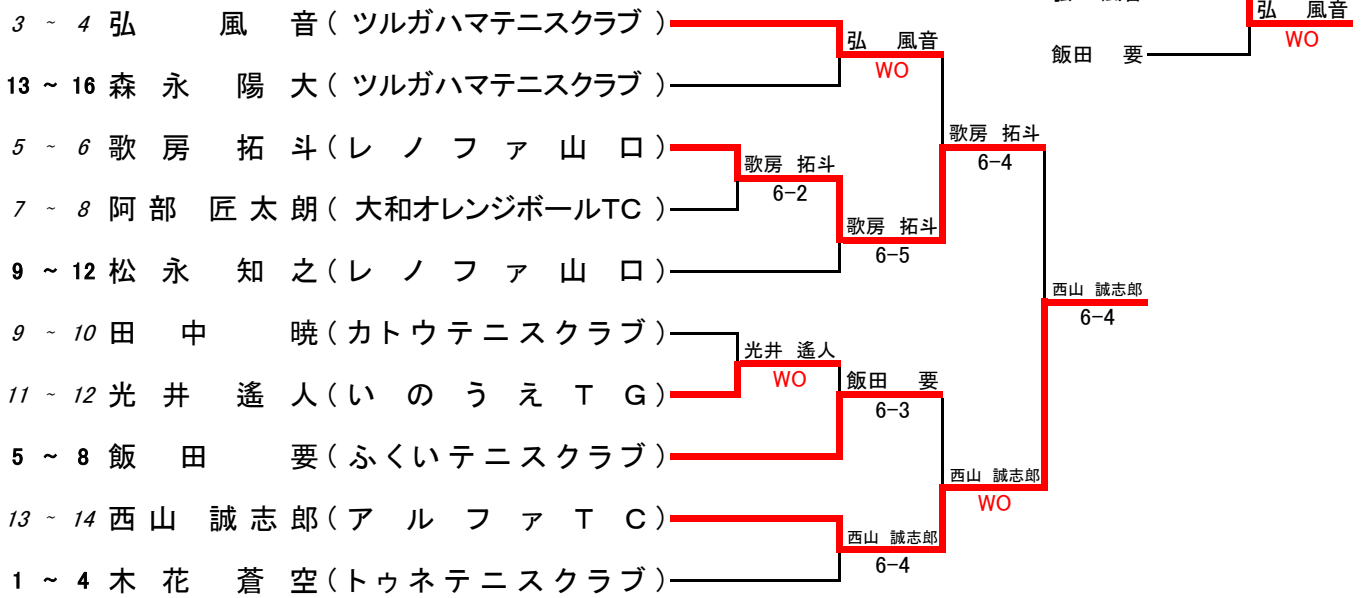 3 ~ 4 弘 風 音 ( ツルガハマテニスクラブ )
13 ~ 16 森 永 陽 大 ( ツルガハマテニスクラブ )
5 ~ 6 歌 房 拓 斗 ( レ ノ フ ァ 山 口 )
7 ~ 8 阿 部 匠 太 朗 ( 大和オレンジボールTC )
9 ~ 12 松 永 知 之 ( レ ノ フ ァ 山 口 )
9 ~ 10 田 中 暁 ( カトウテニスクラブ )
11 ~ 12 光 井 遙 人 ( い の う え T G )
5 ~ 8 飯 田 要 ( ふくいテニスクラブ )
13 ~ 14 西 山 誠 志 郎 ( ア ル フ ァ T C )
1 ~ 4 木 花 蒼 空 ( トゥネテニスクラブ )
歌房 拓斗
6-2
光井 遙人
WO
弘 風音
WO
歌房 拓斗
6-5
飯田 要
6-3
西山 誠志郎
6-4
歌房 拓斗
6-4
西山 誠志郎
WO
西山 誠志郎
6-4
飯田 要
弘 風音
WO